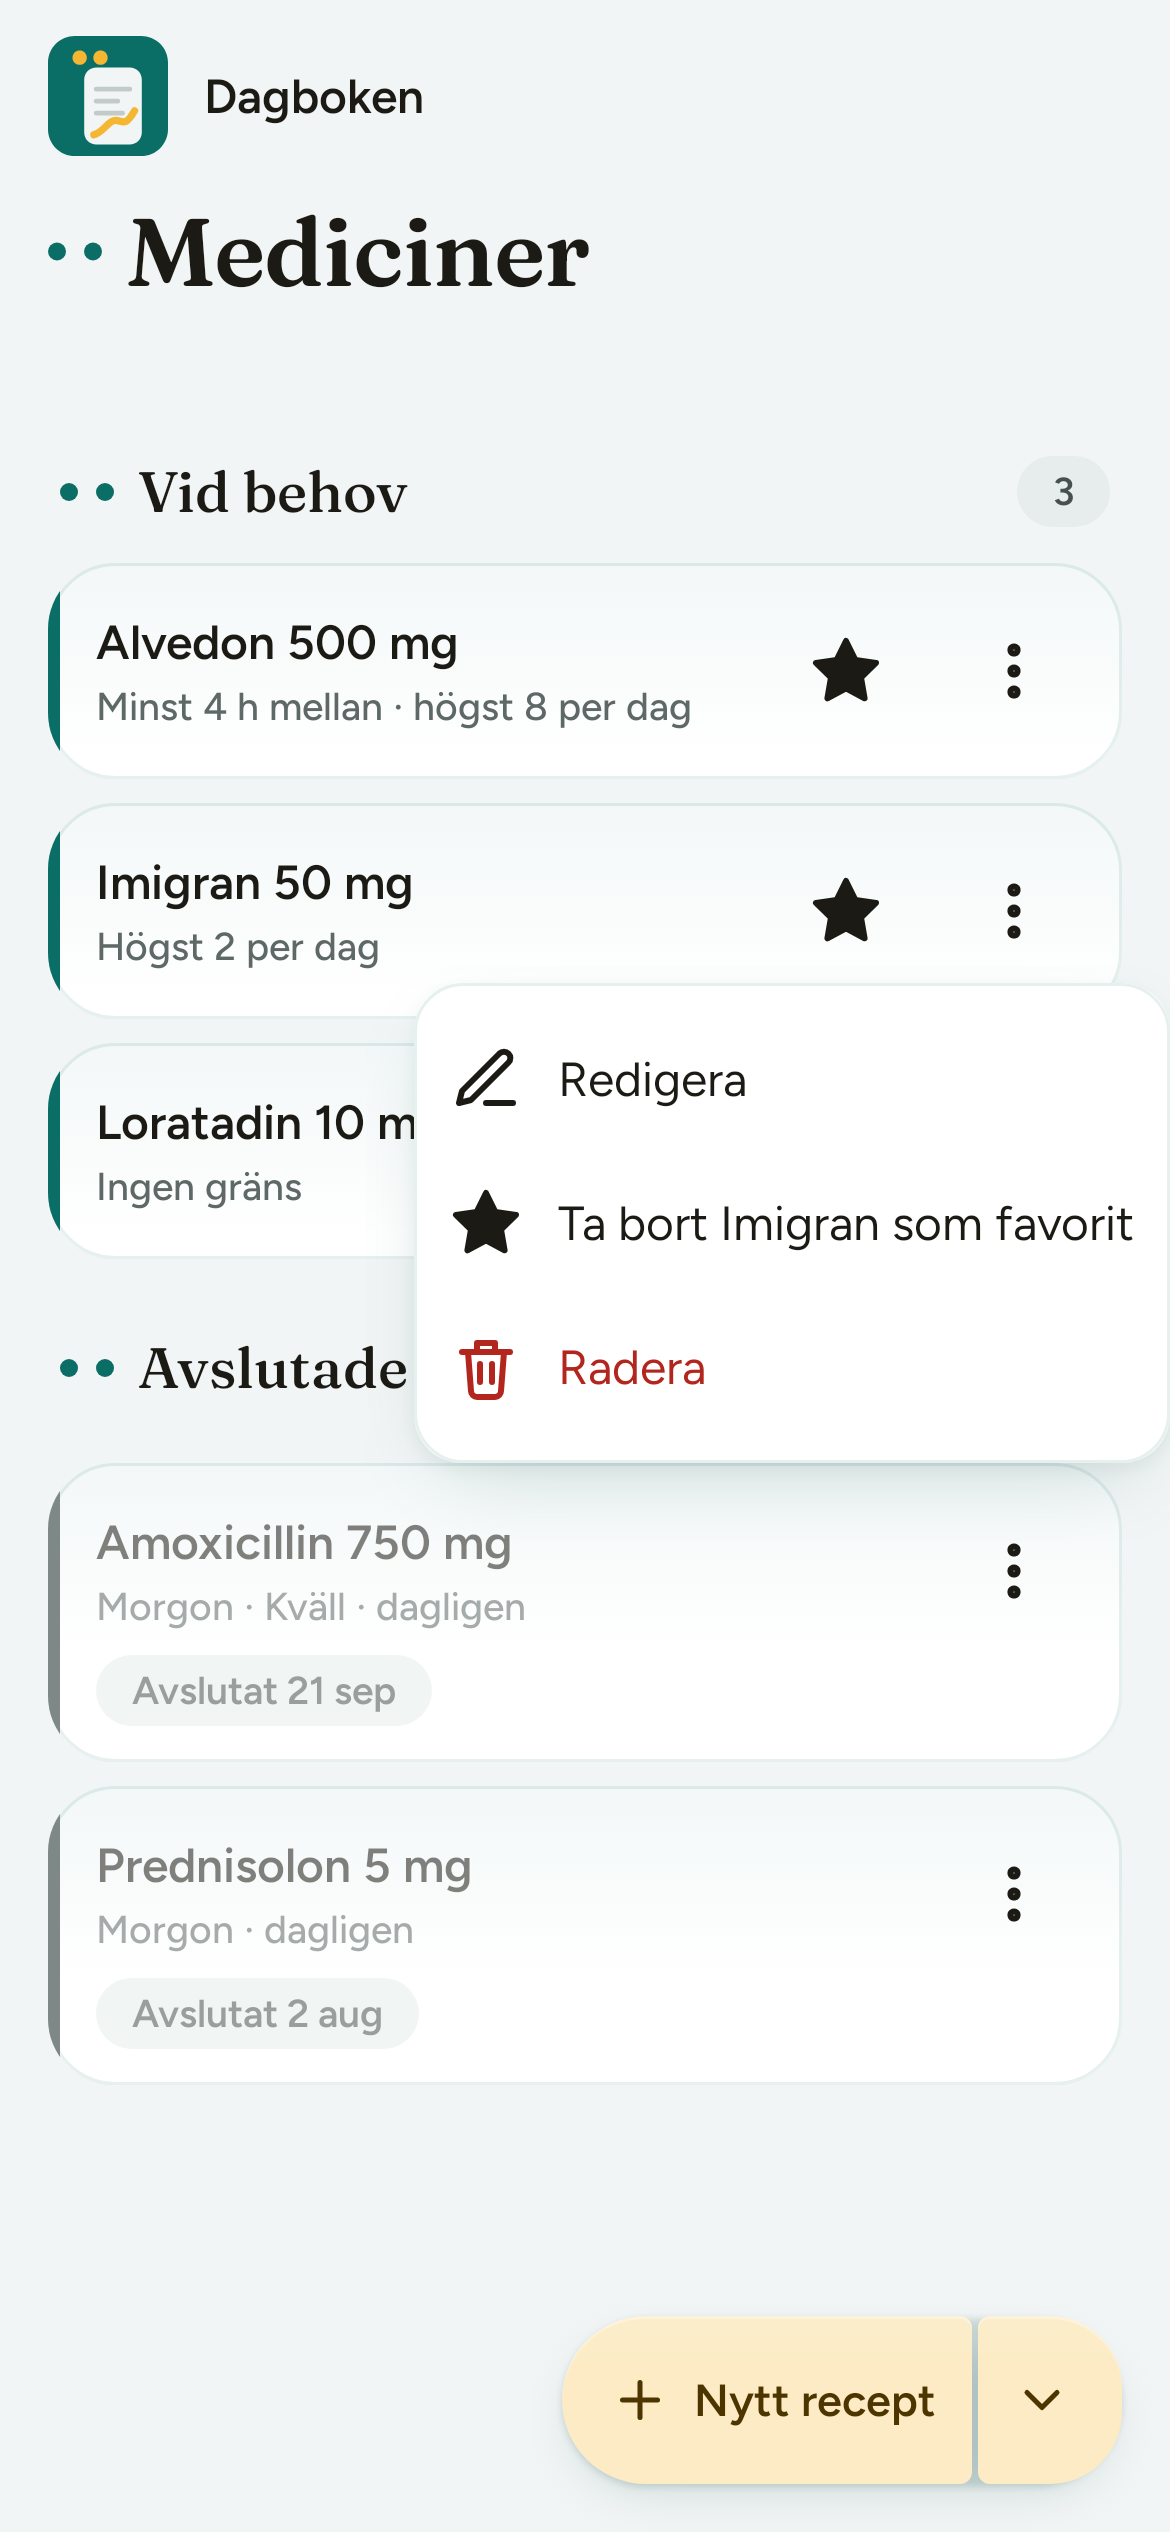 Dagboken
Mediciner
Vid behov
3
Alvedon 500 mg
Minst 4 h mellan · högst 8 per dag
Imigran 50 mg
Högst 2 per dag
Loratadin 10 m
Ingen gräns
Redigera
Ta bort Imigran som favorit
Radera
Avslutade
Amoxicillin 750 mg
Morgon · Kväll · dagligen
Avslutat 21 sep
Prednisolon 5 mg
Morgon · dagligen
Avslutat 2 aug
Nytt recept